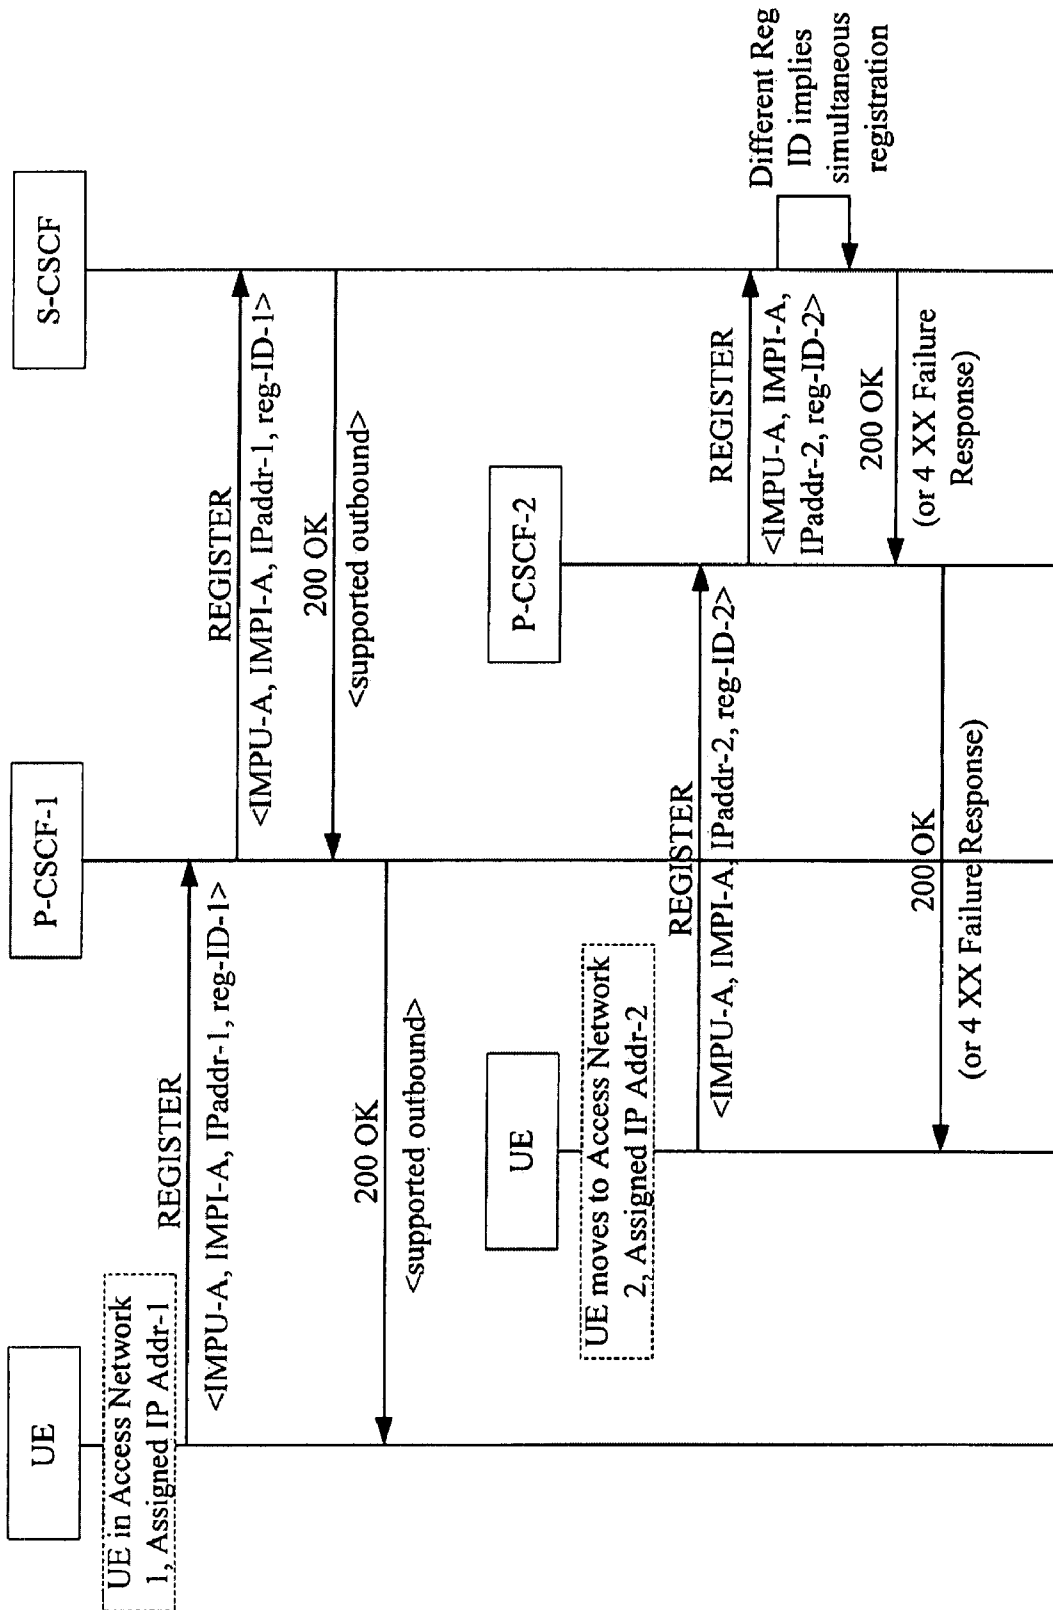 UE
P-CSCF-1
S-CSCF
UE in Access Network
1, Assigned IP Addr-1
REGISTER
<IMPU-A, IMPI-A, IPaddr-1, reg-ID-1>
REGISTER
<IMPU-A, IMPI-A, IPaddr-1, reg-ID-1>
200 OK
<supported outbound>
200 OK
<supported outbound>
UE
P-CSCF-2
UE moves to Access Network
2, Assigned IP Addr-2
REGISTER
<IMPU-A, IMPI-A, IPaddr-2, reg-ID-2>
REGISTER
<IMPU-A, IMPI-A,
IPaddr-2, reg-ID-2>
Different Reg
ID implies
simultaneous
registration
200 OK
(or 4 XX Failure
Response)
200 OK
(or 4 XX Failure Response)